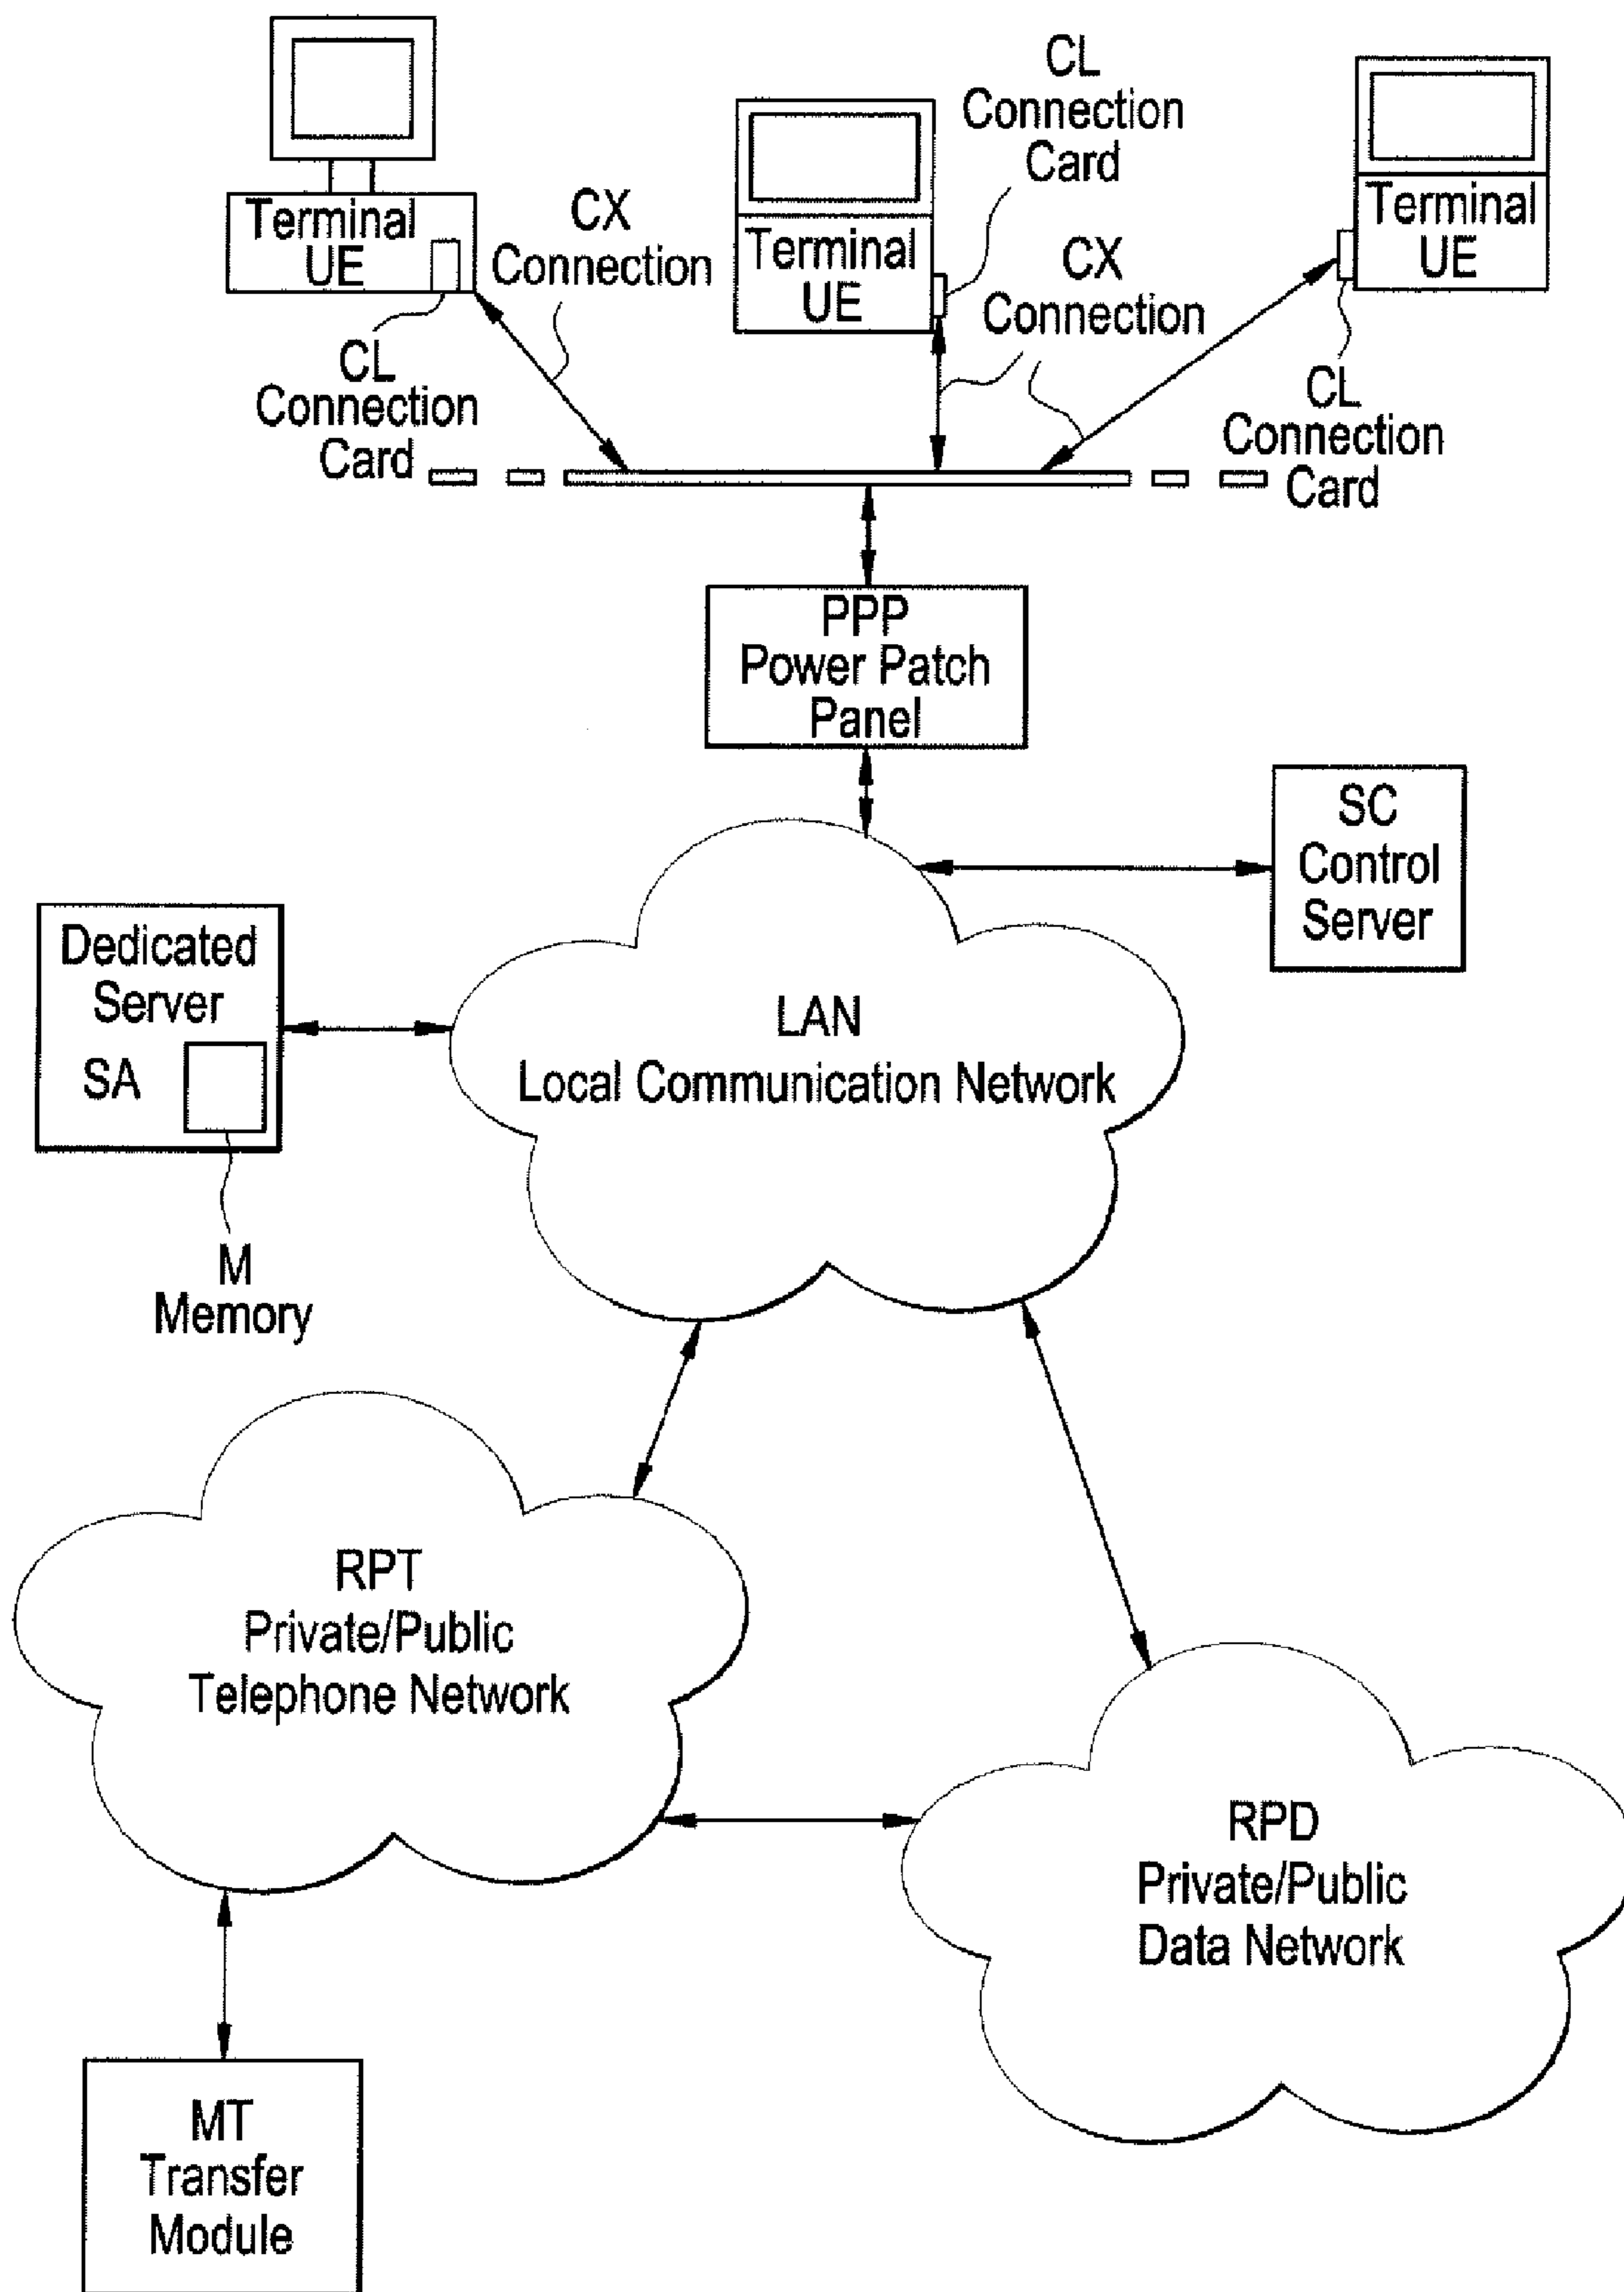 CL
Connection
Card
Terminal
UE
CX
Connection
Terminal
UE
CX
Connection
Terminal
UE
CL
Connection
Card
CL
Connection
Card
PPP
Power Patch
Panel
SC
Control
Server
Dedicated
Server
SA
LAN
Local Communication Network
M
Memory
RPT
Private/Public
Telephone Network
RPD
Private/Public
Data Network
MT
Transfer
Module